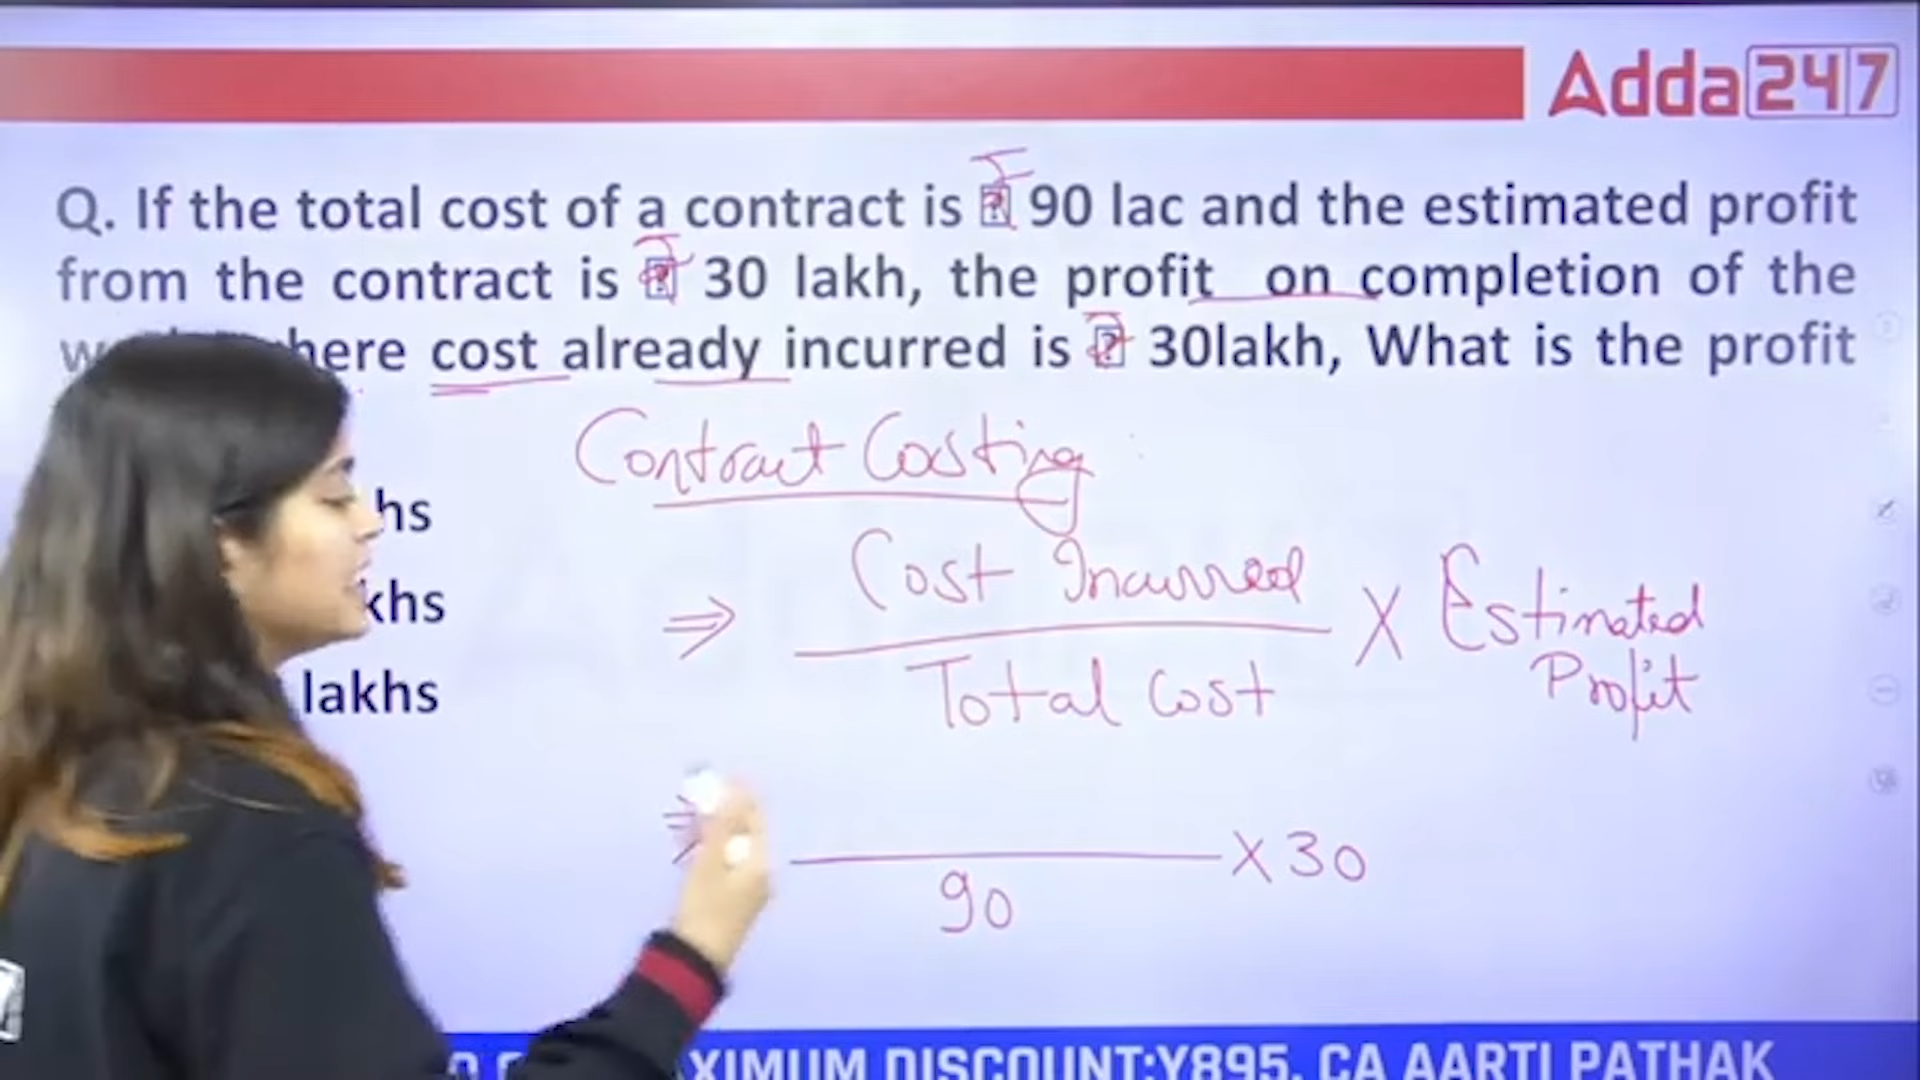 Adda247
Q. If the total cost of a contract is 90 lac and the estimated profit
from the contract is 30 lakh, the profit on completion of the
here cost already incurred is 30lakh, What is the profit
Contract Costing
hs
khs
lakhs
⇒ Cost Incurred
Total Cost
X Estimated
Profit
⇒
90
X 30
XIMUM DISCOUNT:Y895, CA AARTI PATHAK